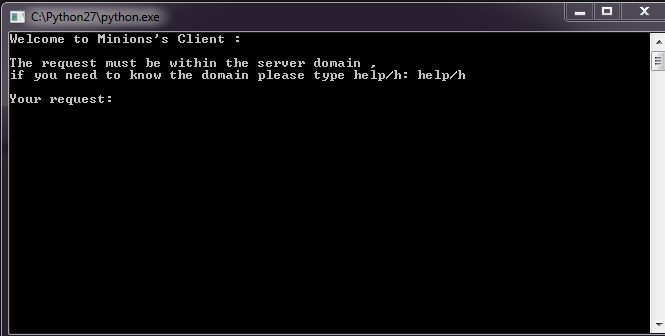 C:\Python27\python.exe
Welcome to Minions's Client :
The request must be within the server domain ,
if you need to know the domain please type help/h: help/h
Your request: